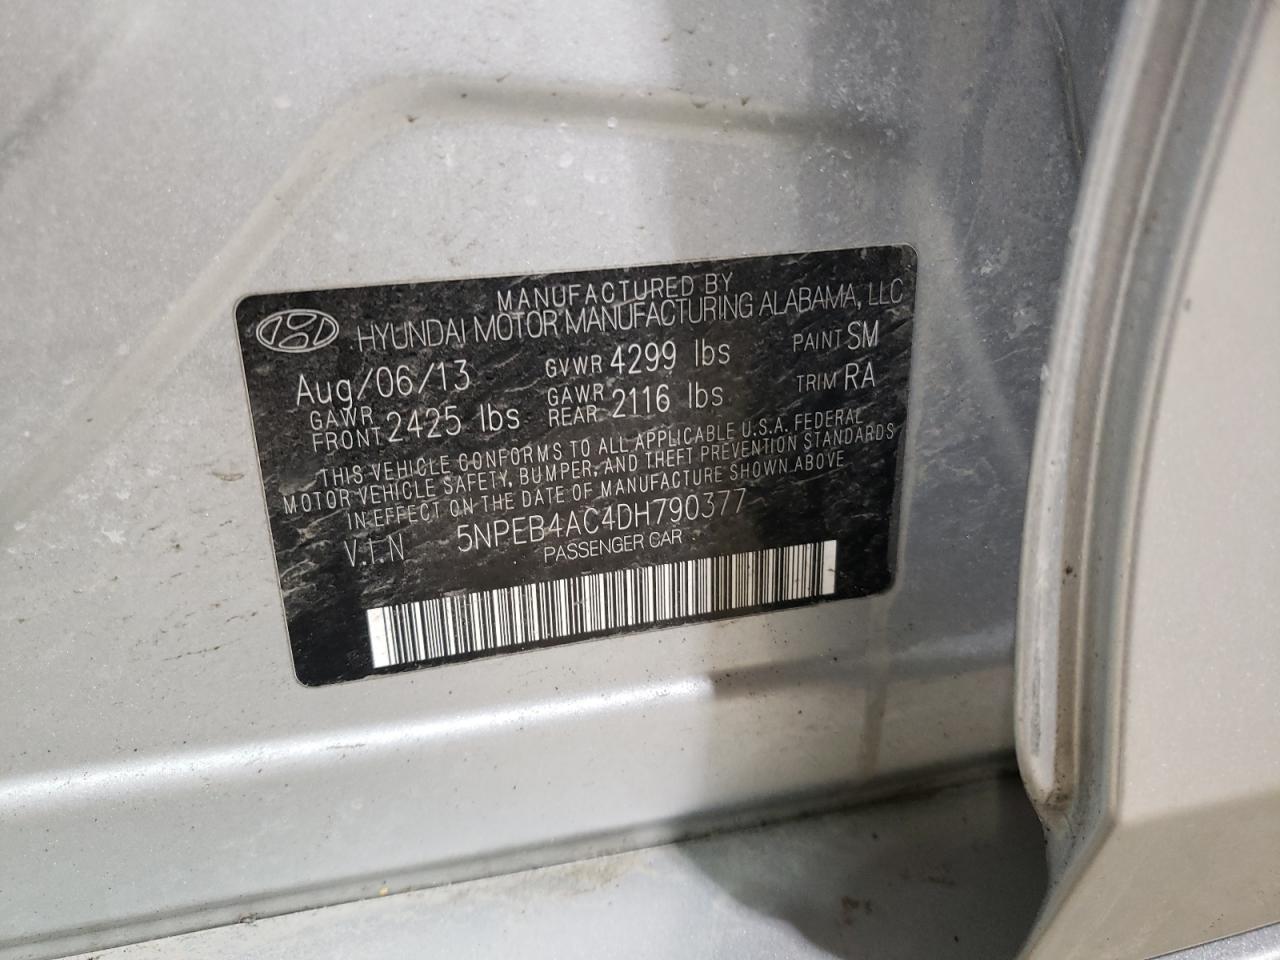 MANUFACTURED BY
HYUNDAI MOTOR MANUFACTURING ALABAMA, LLC
Aug/06/13 GVWR 4299 lbs PAINT SM
GAWR FRONT 2425 lbs GAWR REAR 2116 lbs TRIM RA
THIS VEHICLE CONFORMS TO ALL APPLICABLE U.S.A. FEDERAL
MOTOR VEHICLE SAFETY, BUMPER, AND THEFT PREVENTION STANDARDS
IN EFFECT ON THE DATE OF MANUFACTURE SHOWN ABOVE
V.I.N 5NPEB4AC4DH790377
PASSENGER CAR